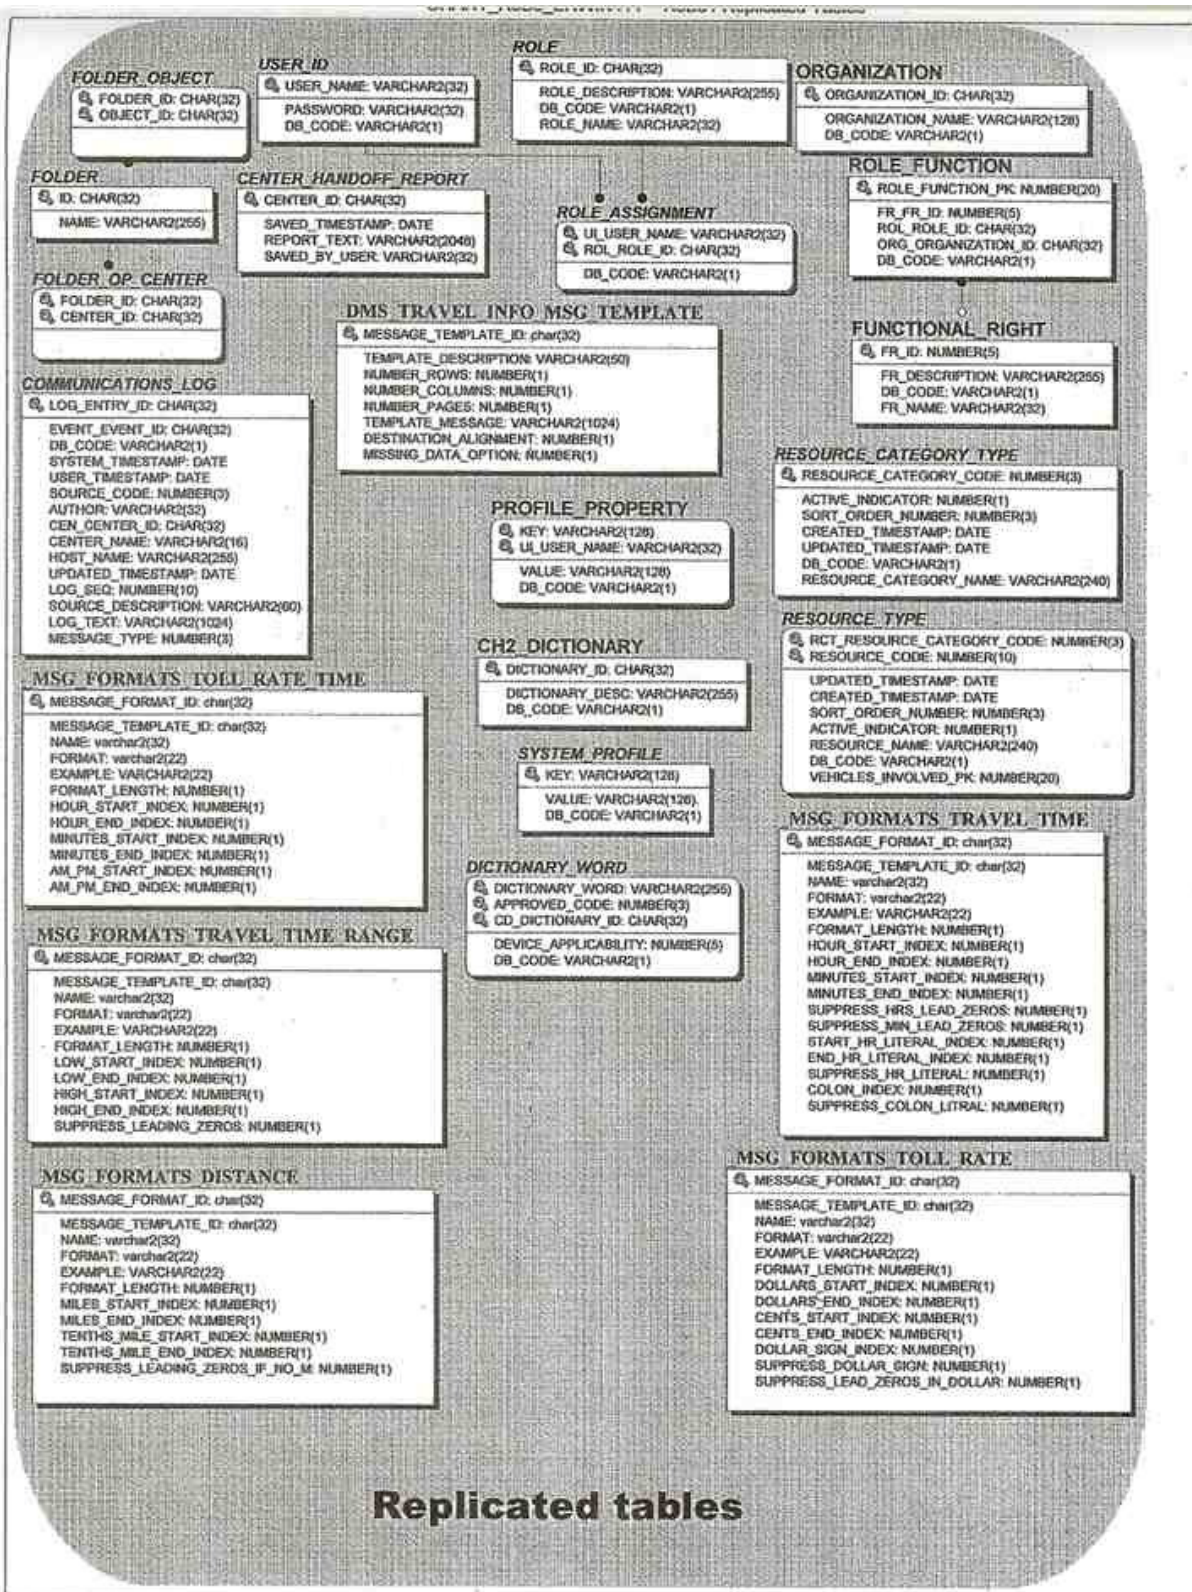 Replicated Tables
FOLDER_OBJECT
FOLDER_ID: CHAR(32)
OBJECT_ID: CHAR(32)
USER_ID
USER_NAME: VARCHAR2(32)
PASSWORD: VARCHAR2(32)
DB_CODE: VARCHAR2(1)
ROLE
ROLE_ID: CHAR(32)
ROLE_DESCRIPTION: VARCHAR2(255)
DB_CODE: VARCHAR2(1)
ROLE_NAME: VARCHAR2(32)
ORGANIZATION
ORGANIZATION_ID: CHAR(32)
ORGANIZATION_NAME: VARCHAR2(128)
DB_CODE: VARCHAR2(1)
FOLDER
ID: CHAR(32)
NAME: VARCHAR2(255)
CENTER_HANDOFF_REPORT
CENTER_ID: CHAR(32)
SAVED_TIMESTAMP: DATE
REPORT_TEXT: VARCHAR2(2048)
SAVED_BY_USER: VARCHAR2(32)
ROLE_ASSIGNMENT
UI_USER_NAME: VARCHAR2(32)
ROL_ROLE_ID: CHAR(32)
DB_CODE: VARCHAR2(1)
ROLE_FUNCTION
ROLE_FUNCTION_PK: NUMBER(20)
FR_FR_ID: NUMBER(5)
ROL_ROLE_ID: CHAR(32)
ORG_ORGANIZATION_ID: CHAR(32)
DB_CODE: VARCHAR2(1)
FOLDER_OP_CENTER
FOLDER_ID: CHAR(32)
CENTER_ID: CHAR(32)
DMS_TRAVEL_INFO_MSG_TEMPLATE
MESSAGE_TEMPLATE_ID: char(32)
TEMPLATE_DESCRIPTION: VARCHAR2(50)
NUMBER_ROWS: NUMBER(1)
NUMBER_COLUMNS: NUMBER(1)
NUMBER_PAGES: NUMBER(1)
TEMPLATE_MESSAGE: VARCHAR2(1024)
DESTINATION_ALIGNMENT: NUMBER(1)
MISSING_DATA_OPTION: NUMBER(1)
FUNCTIONAL_RIGHT
FR_ID: NUMBER(5)
FR_DESCRIPTION: VARCHAR2(255)
DB_CODE: VARCHAR2(1)
FR_NAME: VARCHAR2(32)
COMMUNICATIONS_LOG
LOG_ENTRY_ID: CHAR(32)
EVENT_EVENT_ID: CHAR(32)
DB_CODE: VARCHAR2(1)
SYSTEM_TIMESTAMP: DATE
USER_TIMESTAMP: DATE
SOURCE_CODE: NUMBER(3)
AUTHOR: VARCHAR2(32)
CEN_CENTER_ID: CHAR(32)
CENTER_NAME: VARCHAR2(16)
HOST_NAME: VARCHAR2(255)
UPDATED_TIMESTAMP: DATE
LOG_SEQ: NUMBER(10)
SOURCE_DESCRIPTION: VARCHAR2(60)
LOG_TEXT: VARCHAR2(1024)
MESSAGE_TYPE: NUMBER(3)
RESOURCE_CATEGORY_TYPE
RESOURCE_CATEGORY_CODE: NUMBER(3)
ACTIVE_INDICATOR: NUMBER(1)
SORT_ORDER_NUMBER: NUMBER(3)
CREATED_TIMESTAMP: DATE
UPDATED_TIMESTAMP: DATE
DB_CODE: VARCHAR2(1)
RESOURCE_CATEGORY_NAME: VARCHAR2(240)
PROFILE_PROPERTY
KEY: VARCHAR2(128)
UI_USER_NAME: VARCHAR2(32)
VALUE: VARCHAR2(128)
DB_CODE: VARCHAR2(1)
RESOURCE_TYPE
RCT_RESOURCE_CATEGORY_CODE: NUMBER(3)
RESOURCE_CODE: NUMBER(10)
UPDATED_TIMESTAMP: DATE
CREATED_TIMESTAMP: DATE
SORT_ORDER_NUMBER: NUMBER(3)
ACTIVE_INDICATOR: NUMBER(1)
RESOURCE_NAME: VARCHAR2(240)
DB_CODE: VARCHAR2(1)
VEHICLES_INVOLVED_PK: NUMBER(20)
CH2_DICTIONARY
DICTIONARY_ID: CHAR(32)
DICTIONARY_DESC: VARCHAR2(255)
DB_CODE: VARCHAR2(1)
MSG_FORMATS_TOLL_RATE_TIME
MESSAGE_FORMAT_ID: char(32)
MESSAGE_TEMPLATE_ID: char(32)
NAME: varchar2(32)
FORMAT: varchar2(22)
EXAMPLE: VARCHAR2(22)
FORMAT_LENGTH: NUMBER(1)
HOUR_START_INDEX: NUMBER(1)
HOUR_END_INDEX: NUMBER(1)
MINUTES_START_INDEX: NUMBER(1)
MINUTES_END_INDEX: NUMBER(1)
AM_PM_START_INDEX: NUMBER(1)
AM_PM_END_INDEX: NUMBER(1)
SYSTEM_PROFILE
KEY: VARCHAR2(128)
VALUE: VARCHAR2(128)
DB_CODE: VARCHAR2(1)
MSG_FORMATS_TRAVEL_TIME
MESSAGE_FORMAT_ID: char(32)
MESSAGE_TEMPLATE_ID: char(32)
NAME: varchar2(32)
FORMAT: varchar2(22)
EXAMPLE: VARCHAR2(22)
FORMAT_LENGTH: NUMBER(1)
HOUR_START_INDEX: NUMBER(1)
HOUR_END_INDEX: NUMBER(1)
MINUTES_START_INDEX: NUMBER(1)
MINUTES_END_INDEX: NUMBER(1)
SUPPRESS_HRS_LEAD_ZEROS: NUMBER(1)
SUPPRESS_MIN_LEAD_ZEROS: NUMBER(1)
START_HR_LITERAL_INDEX: NUMBER(1)
END_HR_LITERAL_INDEX: NUMBER(1)
SUPPRESS_HR_LITERAL: NUMBER(1)
COLON_INDEX: NUMBER(1)
SUPPRESS_COLON_LITRAL: NUMBER(1)
DICTIONARY_WORD
DICTIONARY_WORD: VARCHAR2(255)
APPROVED_CODE: NUMBER(3)
CD_DICTIONARY_ID: CHAR(32)
DEVICE_APPLICABILITY: NUMBER(5)
DB_CODE: VARCHAR2(1)
MSG_FORMATS_TRAVEL_TIME_RANGE
MESSAGE_FORMAT_ID: char(32)
MESSAGE_TEMPLATE_ID: char(32)
NAME: varchar2(32)
FORMAT: varchar2(22)
EXAMPLE: VARCHAR2(22)
FORMAT_LENGTH: NUMBER(1)
LOW_START_INDEX: NUMBER(1)
LOW_END_INDEX: NUMBER(1)
HIGH_START_INDEX: NUMBER(1)
HIGH_END_INDEX: NUMBER(1)
SUPPRESS_LEADING_ZEROS: NUMBER(1)
MSG_FORMATS_DISTANCE
MESSAGE_FORMAT_ID: char(32)
MESSAGE_TEMPLATE_ID: char(32)
NAME: varchar2(32)
FORMAT: varchar2(22)
EXAMPLE: VARCHAR2(22)
FORMAT_LENGTH: NUMBER(1)
MILES_START_INDEX: NUMBER(1)
MILES_END_INDEX: NUMBER(1)
TENTHS_MILE_START_INDEX: NUMBER(1)
TENTHS_MILE_END_INDEX: NUMBER(1)
SUPPRESS_LEADING_ZEROS_IF_NO_M: NUMBER(1)
MSG_FORMATS_TOLL_RATE
MESSAGE_FORMAT_ID: char(32)
MESSAGE_TEMPLATE_ID: char(32)
NAME: varchar2(32)
FORMAT: varchar2(22)
EXAMPLE: VARCHAR2(22)
FORMAT_LENGTH: NUMBER(1)
DOLLARS_START_INDEX: NUMBER(1)
DOLLARS_END_INDEX: NUMBER(1)
CENTS_START_INDEX: NUMBER(1)
CENTS_END_INDEX: NUMBER(1)
DOLLAR_SIGN_INDEX: NUMBER(1)
SUPPRESS_DOLLAR_SIGN: NUMBER(1)
SUPPRESS_LEAD_ZEROS_IN_DOLLAR: NUMBER(1)
Replicated tables